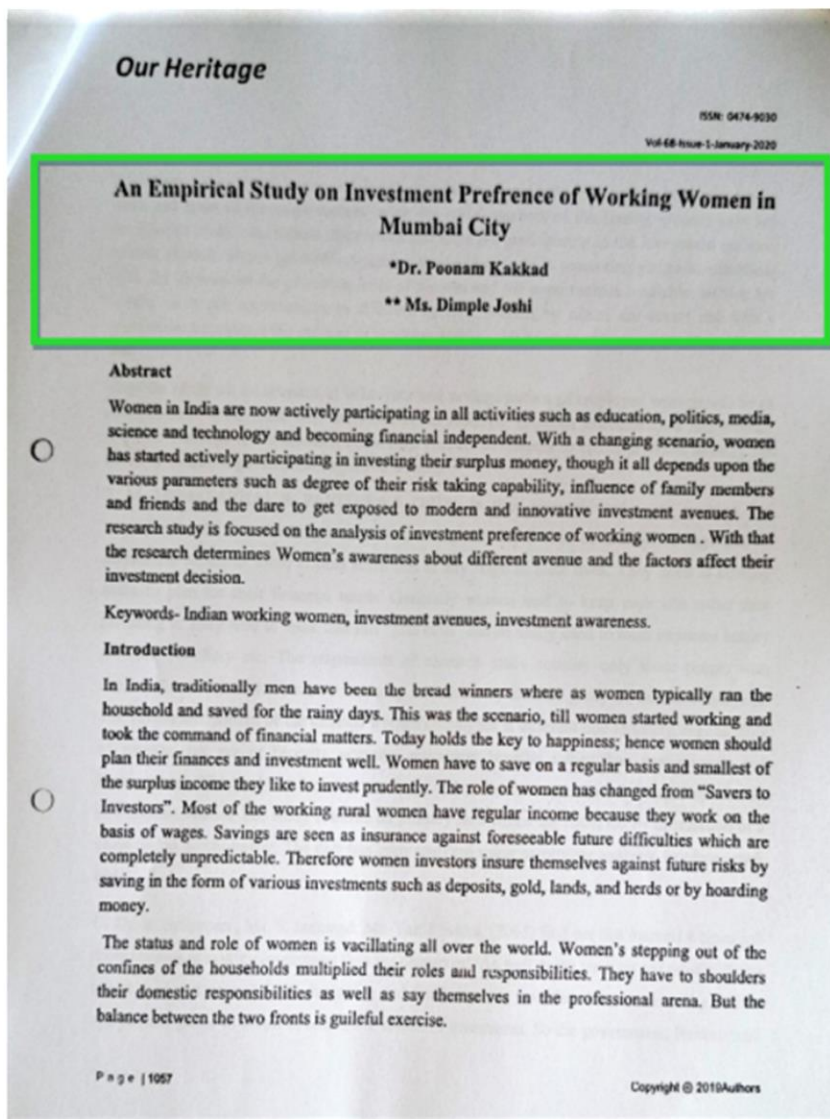 Our Heritage
ISSN: 0474-9030
Vol-68-Issue-1-January-2020
An Empirical Study on Investment Prefrence of Working Women in
Mumbai City
*Dr. Poonam Kakkad
** Ms. Dimple Joshi
Abstract
Women in India are now actively participating in all activities such as education, politics, media,
science and technology and becoming financial independent. With a changing scenario, women
has started actively participating in investing their surplus money, though it all depends upon the
various parameters such as degree of their risk taking capability, influence of family members
and friends and the dare to get exposed to modern and innovative investment avenues. The
research study is focused on the analysis of investment preference of working women . With that
the research determines Women's awareness about different avenue and the factors affect their
investment decision.
Keywords- Indian working women, investment avenues, investment awareness.
Introduction
In India, traditionally men have been the bread winners where as women typically ran the
household and saved for the rainy days. This was the scenario, till women started working and
took the command of financial matters. Today holds the key to happiness; hence women should
plan their finances and investment well. Women have to save on a regular basis and smallest of
the surplus income they like to invest prudently. The role of women has changed from "Savers to
Investors". Most of the working rural women have regular income because they work on the
basis of wages. Savings are seen as insurance against foreseeable future difficulties which are
completely unpredictable. Therefore women investors insure themselves against future risks by
saving in the form of various investments such as deposits, gold, lands, and herds or by hoarding
money.
The status and role of women is vacillating all over the world. Women's stepping out of the
confines of the households multiplied their roles and responsibilities. They have to shoulders
their domestic responsibilities as well as say themselves in the professional arena. But the
balance between the two fronts is guileful exercise.
Page | 1057
Copyright © 2019Authors